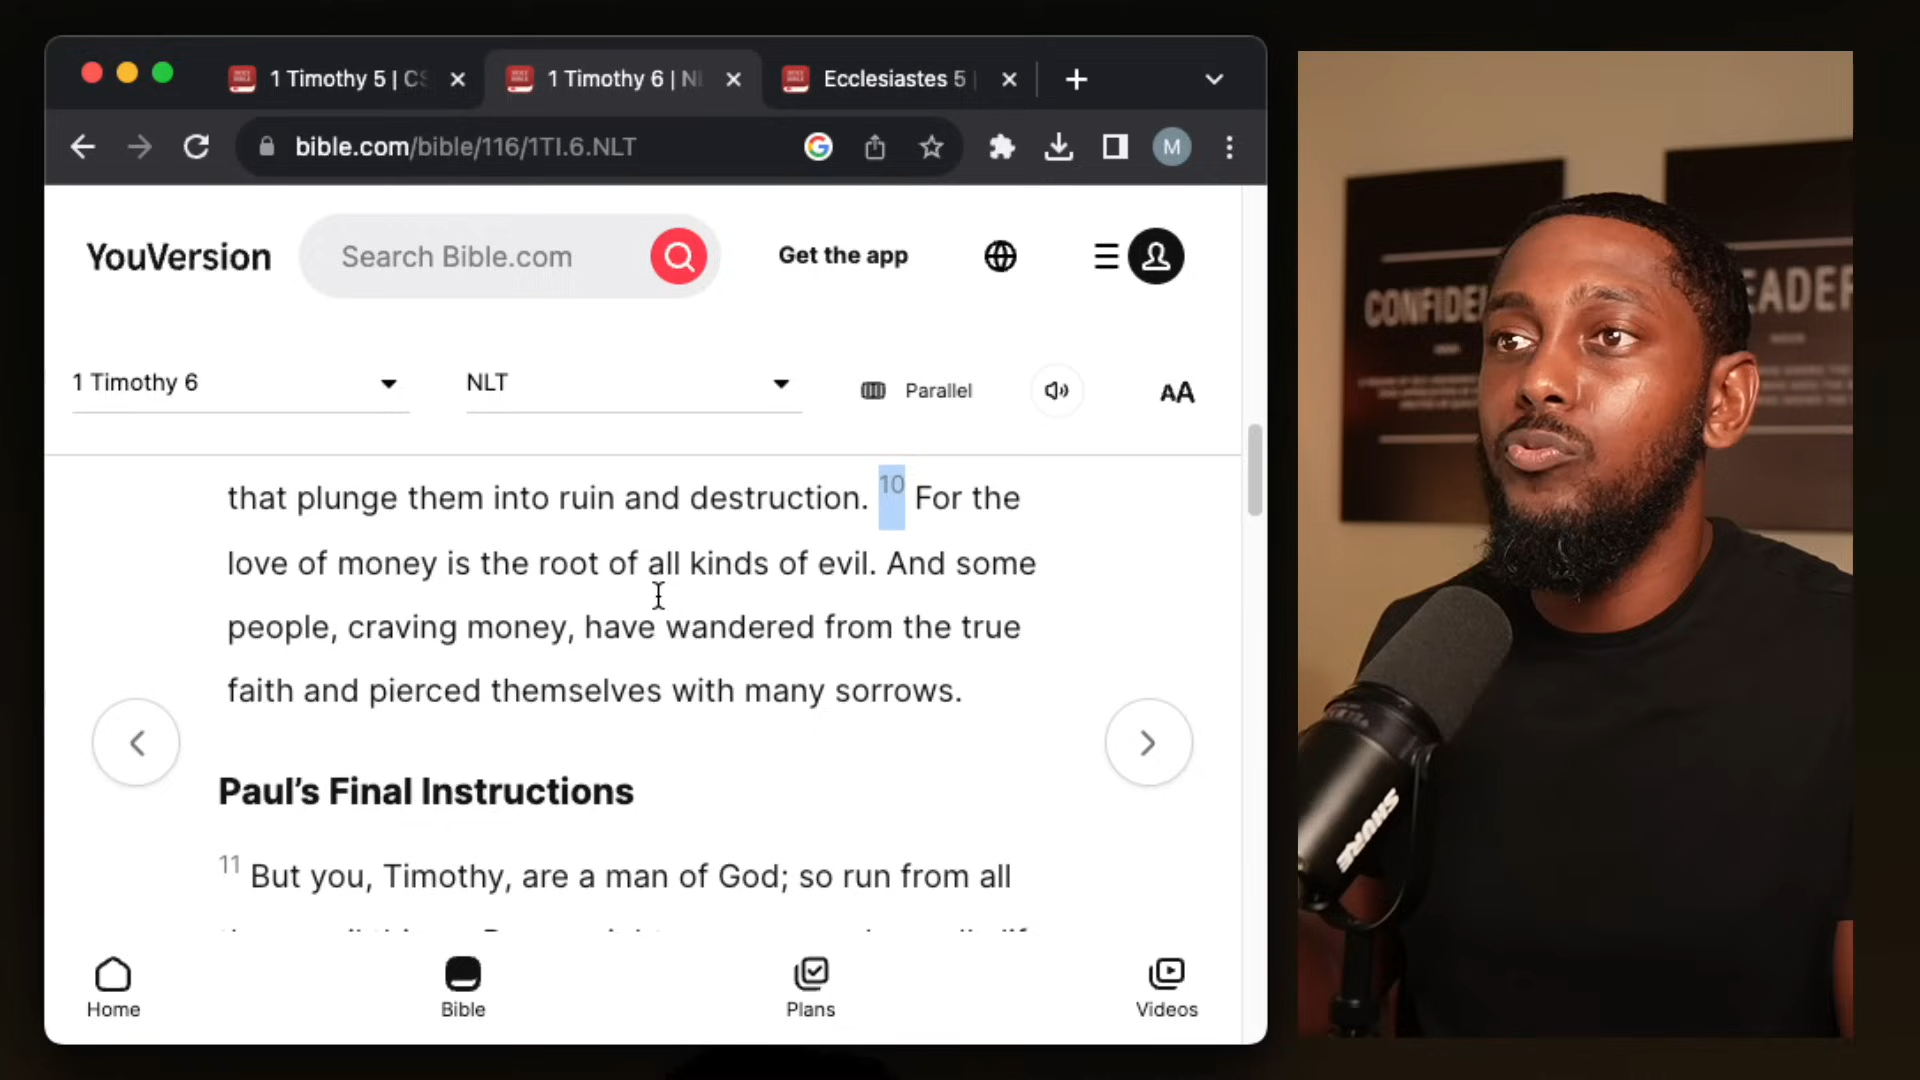 1 Timothy 5 | CS
1 Timothy 6 | NL
Ecclesiastes 5 |
bible.com/bible/116/1TI.6.NLT
M
YouVersion
Search Bible.com
Get the app
1 Timothy 6
NLT
Parallel
AA
that plunge them into ruin and destruction. 10 For the
love of money is the root of all kinds of evil. And some
people, craving money, have wandered from the true
faith and pierced themselves with many sorrows.
Paul’s Final Instructions
11 But you, Timothy, are a man of God; so run from all
Home
Bible
Plans
Videos
CONFIDE
EADER
SHURE